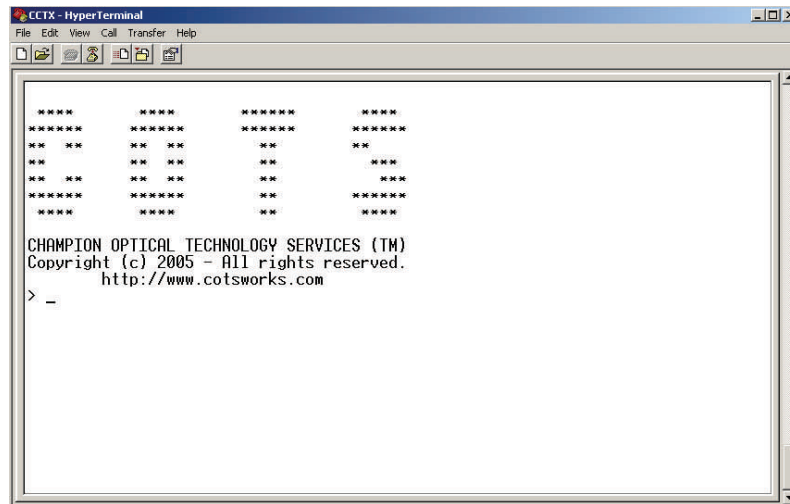 CCTX - HyperTerminal
File Edit View Call Transfer Help
 ****      ****      ******     ****
******    ******     ******    ******
**  **    **  **       **      **
**        **  **       **        ***
**  **    **  **       **         ***
******    ******       **      ******
 ****      ****        **       ****
CHAMPION OPTICAL TECHNOLOGY SERVICES (TM)
Copyright (c) 2005 - All rights reserved.
http://www.cotsworks.com
> _